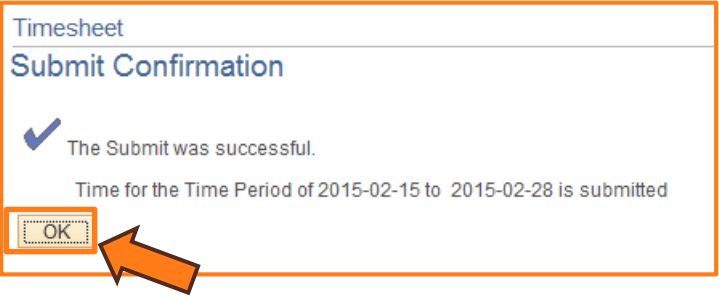 Timesheet
Submit Confirmation
The Submit was successful.
Time for the Time Period of 2015-02-15 to 2015-02-28 is submitted
OK